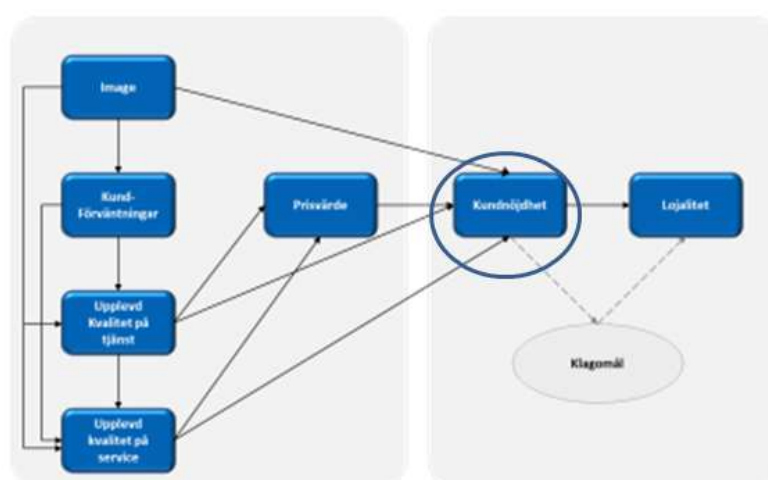 Image
Kund-
Förväntningar
Prisvärde
Kundnöjdhet
Lojalitet
Upplevd
Kvalitet på
tjänst
Klagomål
Upplevd
kvalitet på
service